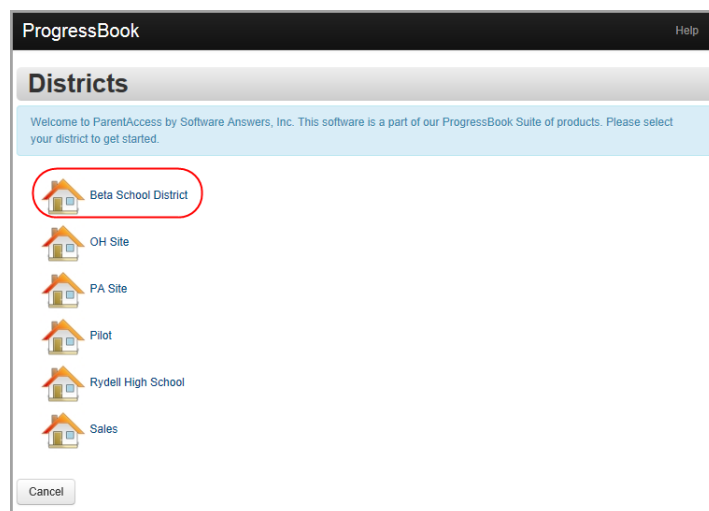 ProgressBook
Help
Districts
Welcome to ParentAccess by Software Answers, Inc. This software is a part of our ProgressBook Suite of products. Please select
your district to get started.
Beta School District
OH Site
PA Site
Pilot
Rydell High School
Sales
Cancel